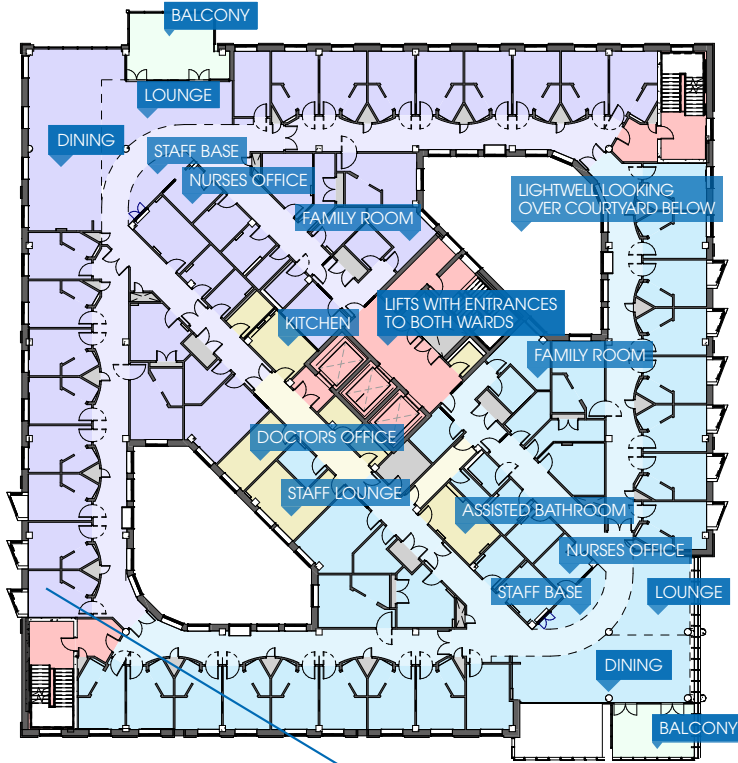 BALCONY
LOUNGE
DINING
STAFF BASE
NURSES OFFICE
LIGHTWELL LOOKING
OVER COURTYARD BELOW
FAMILY ROOM
LIFTS WITH ENTRANCES
TO BOTH WARDS
KITCHEN
FAMILY ROOM
DOCTORS OFFICE
STAFF LOUNGE
ASSISTED BATHROOM
NURSES OFFICE
STAFF BASE
LOUNGE
DINING
BALCONY